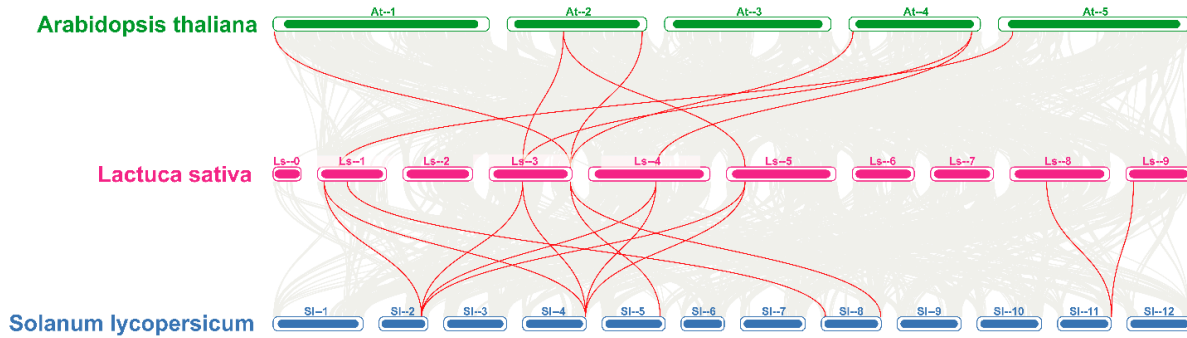 At--1 At--2 At--3 At--4 At--5
Arabidopsis thaliana
Ls--0 Ls--1 Ls--2 Ls--3 Ls--4 Ls--5 Ls--6 Ls--7 Ls--8 Ls--9
Lactuca sativa
Sl--1 Sl--2 Sl--3 Sl--4 Sl--5 Sl--6 Sl--7 Sl--8 Sl--9 Sl--10 Sl--11 Sl--12
Solanum lycopersicum